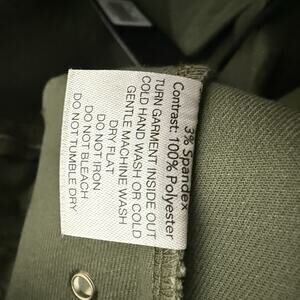 3% Spandex
Contrast: 100% Polyester
TURN GARMENT INSIDE OUT
COLD HAND WASH OR COLD
GENTLE MACHINE WASH
DRY FLAT
DO NOT IRON
DO NOT BLEACH
DO NOT TUMBLE DRY